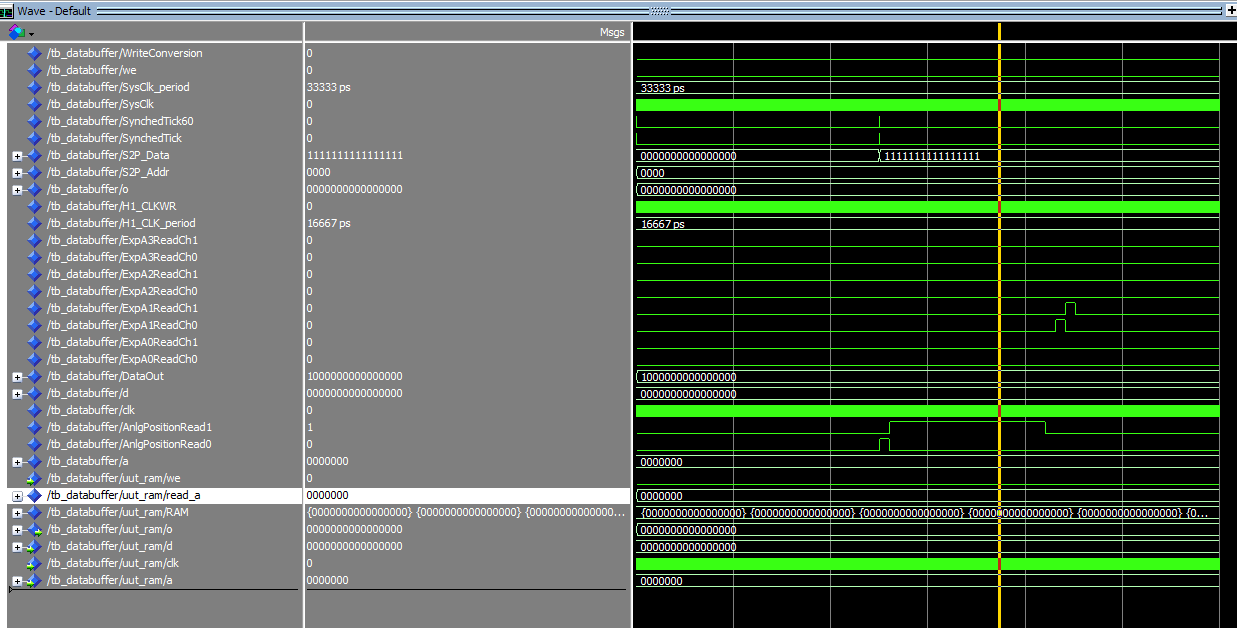 Wave - Default
Msgs
/tb_databuffer/WriteConversion 0
/tb_databuffer/we 0
/tb_databuffer/SysClk_period 33333 ps 33333 ps
/tb_databuffer/SysClk 0
/tb_databuffer/SynchedTick60 0
/tb_databuffer/SynchedTick 0
/tb_databuffer/S2P_Data 1111111111111111 0000000000000000 1111111111111111
/tb_databuffer/S2P_Addr 0000 0000
/tb_databuffer/o 0000000000000000 0000000000000000
/tb_databuffer/H1_CLKWR 0
/tb_databuffer/H1_CLK_period 16667 ps 16667 ps
/tb_databuffer/ExpA3ReadCh1 0
/tb_databuffer/ExpA3ReadCh0 0
/tb_databuffer/ExpA2ReadCh1 0
/tb_databuffer/ExpA2ReadCh0 0
/tb_databuffer/ExpA1ReadCh1 0
/tb_databuffer/ExpA1ReadCh0 0
/tb_databuffer/ExpA0ReadCh1 0
/tb_databuffer/ExpA0ReadCh0 0
/tb_databuffer/DataOut 1000000000000000 1000000000000000
/tb_databuffer/d 0000000000000000 0000000000000000
/tb_databuffer/clk 0
/tb_databuffer/AnlgPositionRead1 1
/tb_databuffer/AnlgPositionRead0 0
/tb_databuffer/a 0000000 0000000
/tb_databuffer/uut_ram/we 0
/tb_databuffer/uut_ram/read_a 0000000 0000000
/tb_databuffer/uut_ram/RAM {0000000000000000} {0000000000000000} {00000000000000... {0000000000000000} {0000000000000000} {0000000000000000} {0000000000000000} {0000000000000000} {0...
/tb_databuffer/uut_ram/o 0000000000000000 0000000000000000
/tb_databuffer/uut_ram/d 0000000000000000 0000000000000000
/tb_databuffer/uut_ram/clk 0
/tb_databuffer/uut_ram/a 0000000 0000000